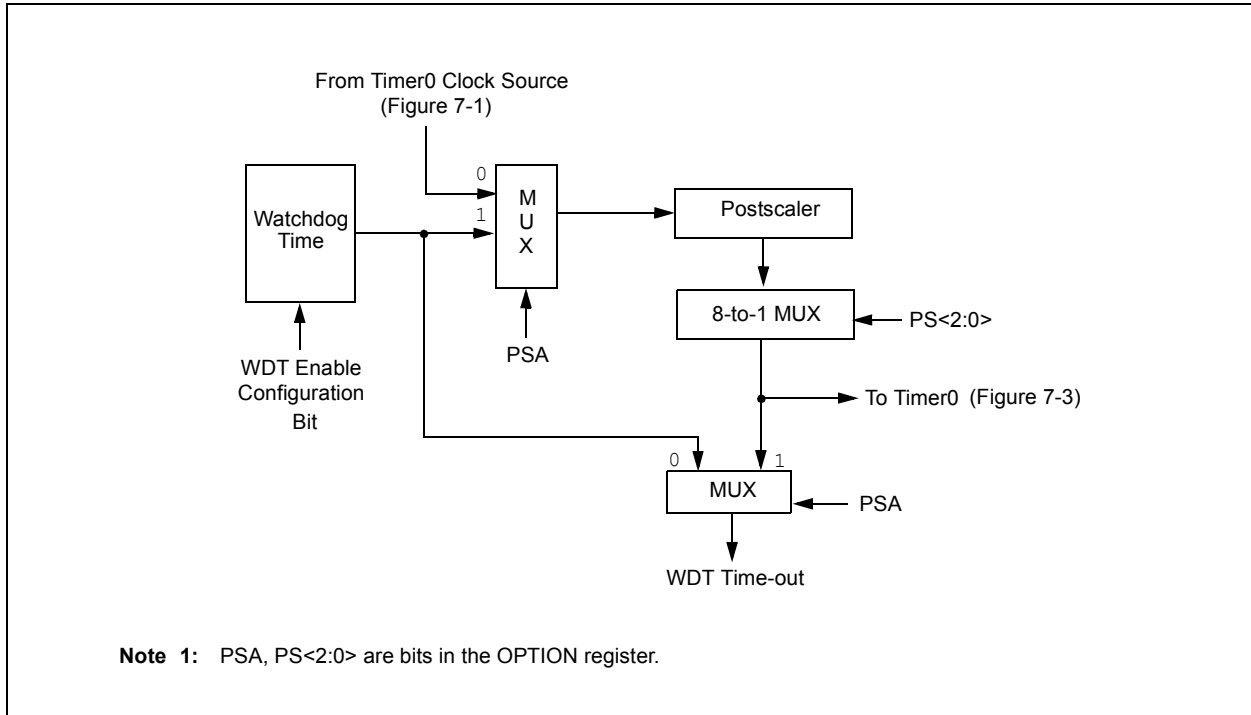 From Timer0 Clock Source
(Figure 7-1)
0
1
M
U
X
Watchdog
Time
Postscaler
8-to-1 MUX
PS<2:0>
PSA
WDT Enable
Configuration
Bit
To Timer0 (Figure 7-3)
0
1
MUX
PSA
WDT Time-out
Note 1: PSA, PS<2:0> are bits in the OPTION register.